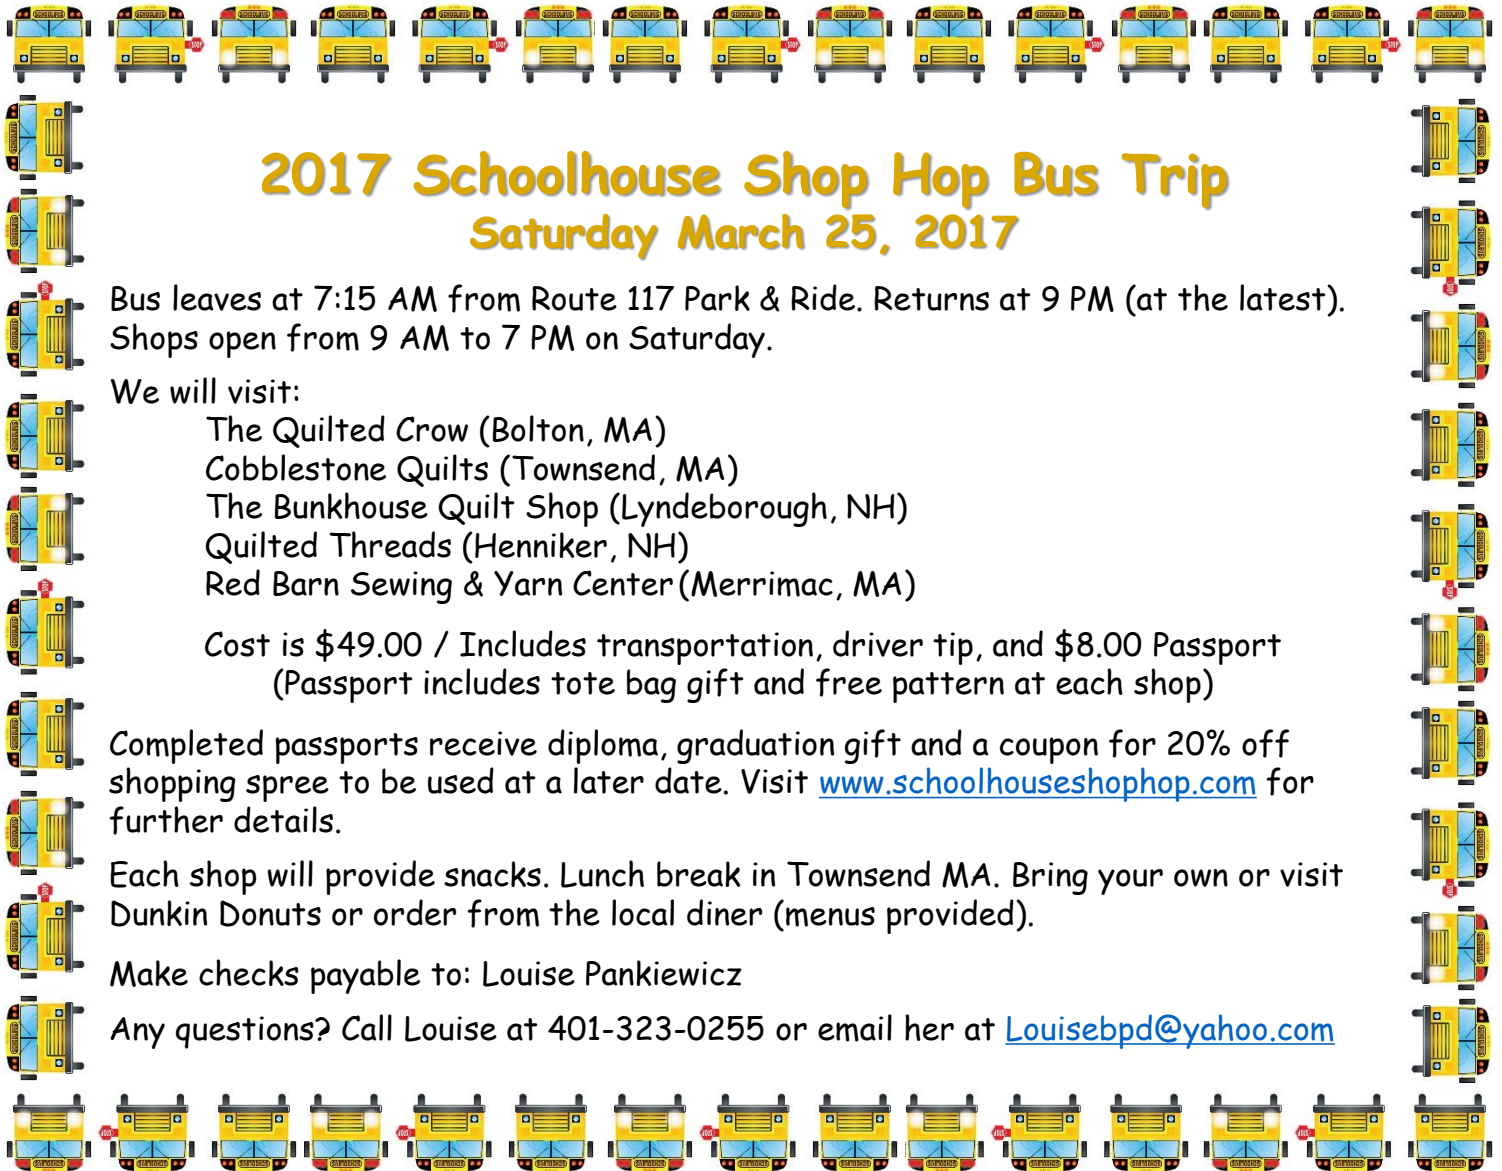 2017 Schoolhouse Shop Hop Bus Trip
Saturday March 25, 2017
Bus leaves at 7:15 AM from Route 117 Park & Ride. Returns at 9 PM (at the latest).
Shops open from 9 AM to 7 PM on Saturday.
We will visit:
The Quilted Crow (Bolton, MA)
Cobblestone Quilts (Townsend, MA)
The Bunkhouse Quilt Shop (Lyndeborough, NH)
Quilted Threads (Henniker, NH)
Red Barn Sewing & Yarn Center (Merrimac, MA)
Cost is $49.00 / Includes transportation, driver tip, and $8.00 Passport
(Passport includes tote bag gift and free pattern at each shop)
Completed passports receive diploma, graduation gift and a coupon for 20% off
shopping spree to be used at a later date. Visit www.schoolhouseshophop.com for
further details.
Each shop will provide snacks. Lunch break in Townsend MA. Bring your own or visit
Dunkin Donuts or order from the local diner (menus provided).
Make checks payable to: Louise Pankiewicz
Any questions? Call Louise at 401-323-0255 or email her at Louisebpd@yahoo.com